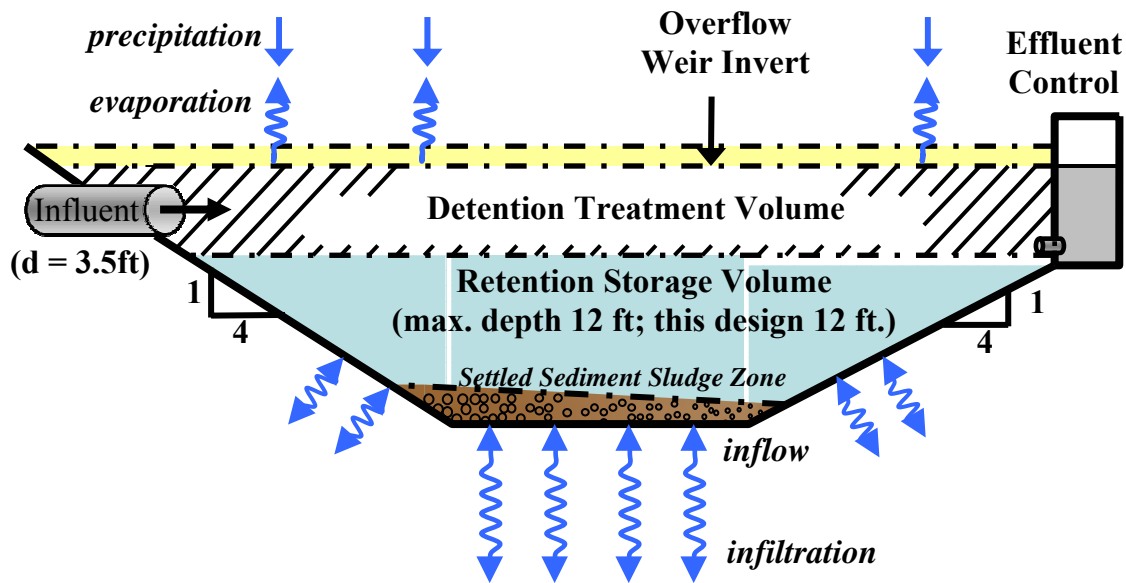 precipitation
evaporation
Overflow
Weir Invert
Effluent
Control
Influent
(d = 3.5ft)
Detention Treatment Volume
Retention Storage Volume
(max. depth 12 ft; this design 12 ft.)
1
4
1
4
Settled Sediment Sludge Zone
inflow
infiltration